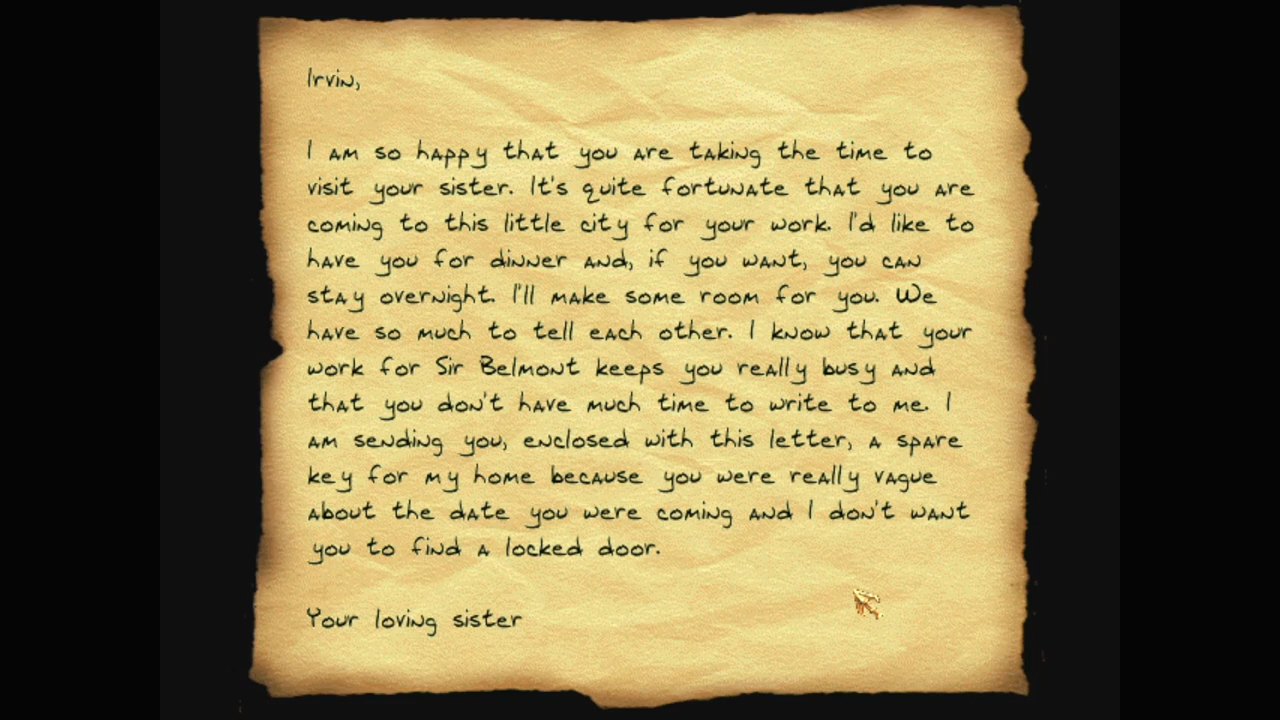 Irvin,
I am so happy that you are taking the time to
visit your sister. It's quite fortunate that you are
coming to this little city for your work. I'd like to
have you for dinner and, if you want, you can
stay overnight. I'll make some room for you. We
have so much to tell each other. I know that your
work for Sir Belmont keeps you really busy and
that you don't have much time to write to me. I
am sending you, enclosed with this letter, a spare
key for my home because you were really vague
about the date you were coming and I don't want
you to find a locked door.
Your loving sister